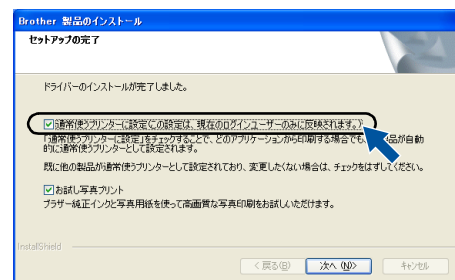 Brother 製品のインストール
セットアップの完了
ドライバーのインストールが完了しました。
通常使うプリンターに設定(この設定は、現在のログインユーザーのみに反映されます。)
「通常使うプリンターに設定」をチェックすることで、どのアプリケーションから印刷する場合でも、 品が自動
的に通常使うプリンターとして設定されます。
既に他の製品が通常使うプリンターとして設定されており、変更したくない場合は、チェックをはずしてください。
お試し写真プリント
ブラザー純正インクと写真用紙を使って高画質な写真印刷をお試しいただけます。
InstallShield
< 戻る(B)
次へ (N)>
キャンセル